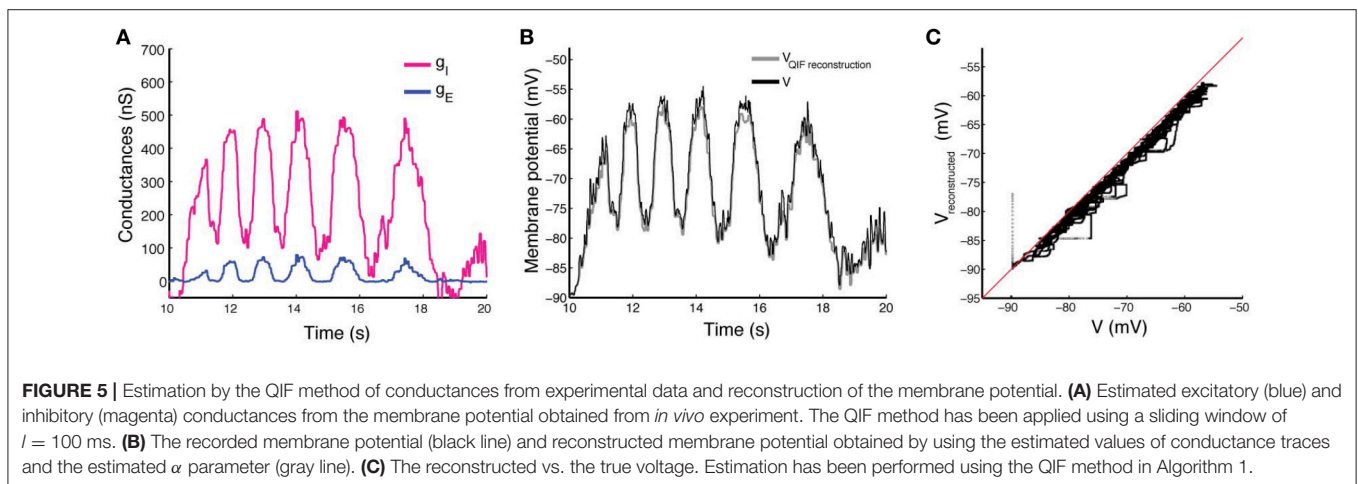 A
700
600
500
400
300
200
100
0
Conductances (nS)
g_I
g_E
10 12 14 16 18 20
Time (s)
B
−50
−55
−60
−65
−70
−75
−80
−85
−90
Membrane potential (mV)
V_QIF reconstruction
V
10 12 14 16 18 20
Time (s)
C
−55
−60
−65
−70
−75
−80
−85
−90
−95
V_reconstructed (mV)
−90 −80 −70 −60 −50
V (mV)
FIGURE 5 | Estimation by the QIF method of conductances from experimental data and reconstruction of the membrane potential. (A) Estimated excitatory (blue) and
inhibitory (magenta) conductances from the membrane potential obtained from in vivo experiment. The QIF method has been applied using a sliding window of
l = 100 ms. (B) The recorded membrane potential (black line) and reconstructed membrane potential obtained by using the estimated values of conductance traces
and the estimated α parameter (gray line). (C) The reconstructed vs. the true voltage. Estimation has been performed using the QIF method in Algorithm 1.